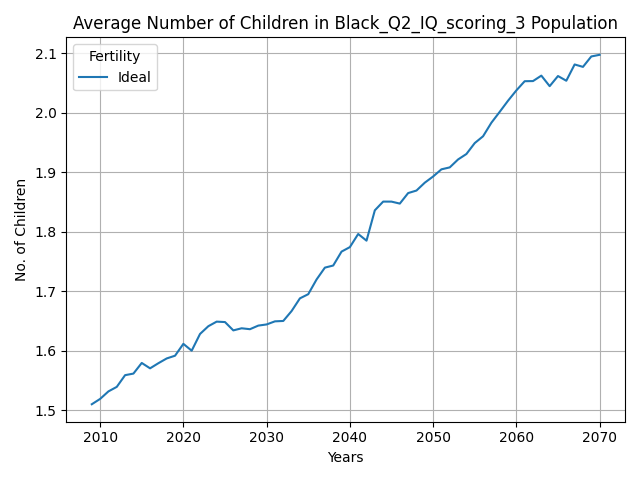 Average Number of Children in Black_Q2_IQ_scoring_3 Population
Fertility
Ideal
No. of Children
2.1
2.0
1.9
1.8
1.7
1.6
1.5
2010 2020 2030 2040 2050 2060 2070
Years